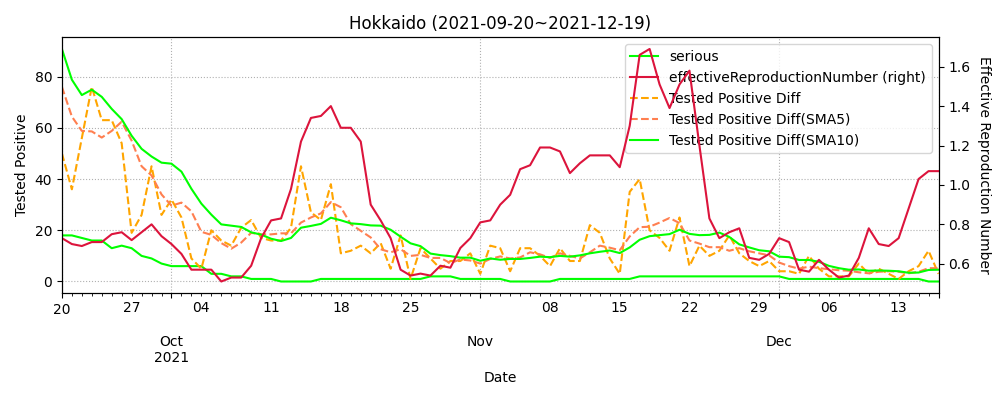 Hokkaido (2021-09-20~2021-12-19)
serious
effectiveReproductionNumber (right)
Tested Positive Diff
Tested Positive Diff(SMA5)
Tested Positive Diff(SMA10)
Tested Positive
80
60
40
20
0
Effective Reproduction Number
1.6
1.4
1.2
1.0
0.8
0.6
20 27 04 11 18 25 08 15 22 29 06 13
Oct Nov Dec
2021
Date